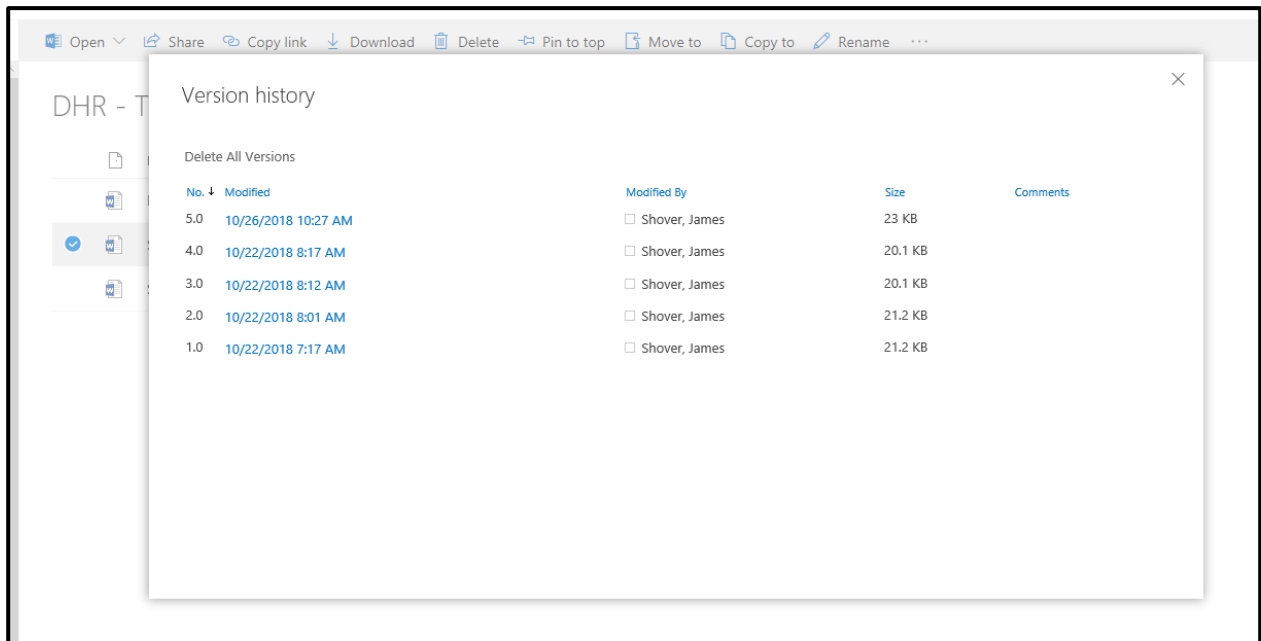 Open Share Copy link Download Delete Pin to top Move to Copy to Rename ...
DHR - T
Version history
Delete All Versions
No. Modified Modified By Size Comments
5.0 10/26/2018 10:27 AM Shover, James 23 KB
4.0 10/22/2018 8:17 AM Shover, James 20.1 KB
3.0 10/22/2018 8:12 AM Shover, James 20.1 KB
2.0 10/22/2018 8:01 AM Shover, James 21.2 KB
1.0 10/22/2018 7:17 AM Shover, James 21.2 KB